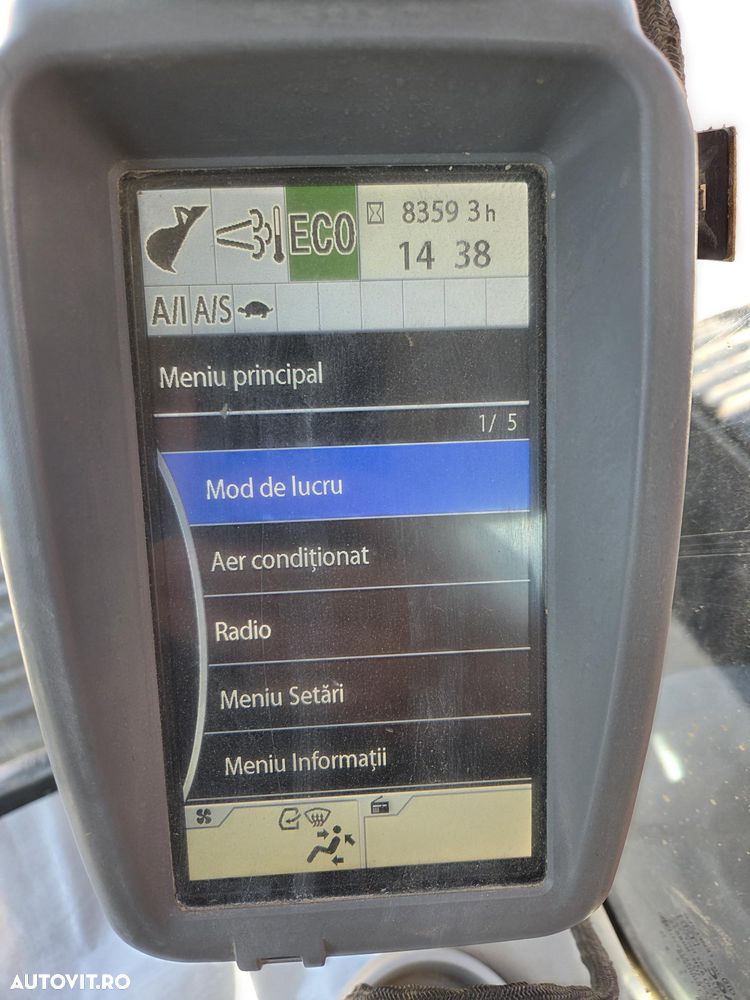 ECO
8359 3 h
14 38
A/I A/S
Meniu principal
1/ 5
Mod de lucru
Aer condiționat
Radio
Meniu Setări
Meniu Informații
AUTOVIT.RO